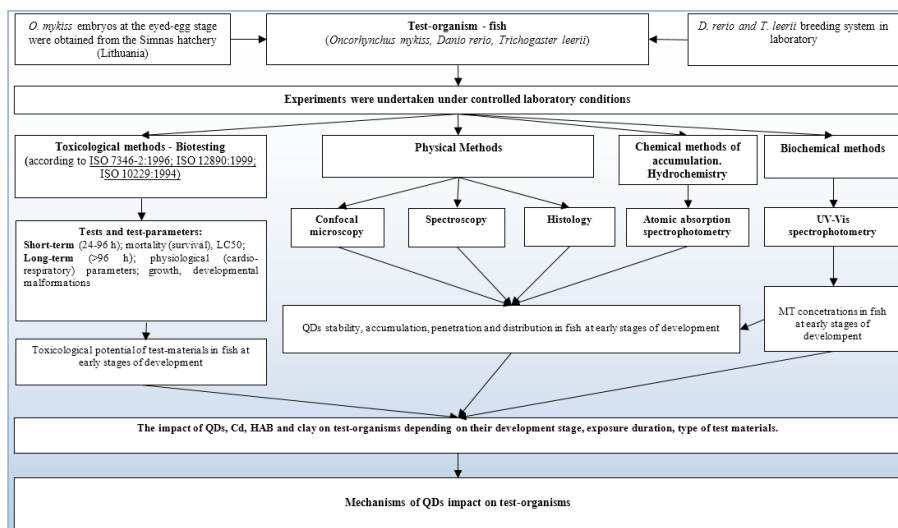 O. mykiss embryos at the eyed-egg stage
were obtained from the Simnas hatchery
(Lithuania)
Test-organism - fish
(Oncorhynchus mykiss, Danio rerio, Trichogaster leerii)
D. rerio and T. leerii breeding system in
laboratory
Experiments were undertaken under controlled laboratory conditions
Toxicological methods - Biotesting
(according to ISO 7346-2:1996; ISO 12890:1999;
ISO 10229:1994)
Physical Methods
Chemical methods of
accumulation.
Hydrochemistry
Biochemical methods
Tests and test-parameters:
Short-term (24-96 h); mortality (survival), LC50;
Long-term (>96 h); physiological (cardio-
respiratory) parameters; growth, developmental
malformations
Confocal
microscopy
Spectroscopy
Histology
Atomic absorption
spectrophotometry
UV-Vis
spectrophotometry
QDs stability, accumulation, penetration and distribution in fish at early stages of development
MT concetrations in fish
at early stages of
develompent
Toxicological potential of test-materials in fish at
early stages of development
The impact of QDs, Cd, HAB and clay on test-organisms depending on their development stage, exposure duration, type of test materials.
Mechanisms of QDs impact on test-organisms